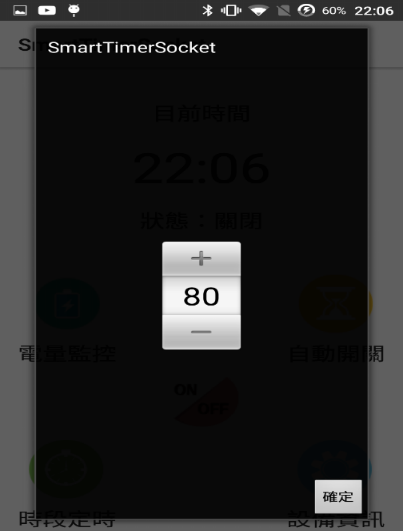 60% 22:06
SmartTimerSocket
目前時間
22:06
狀態：關閉
+
80
−
電量監控
自動開關
ON
OFF
確定
時段定時
設備資訊